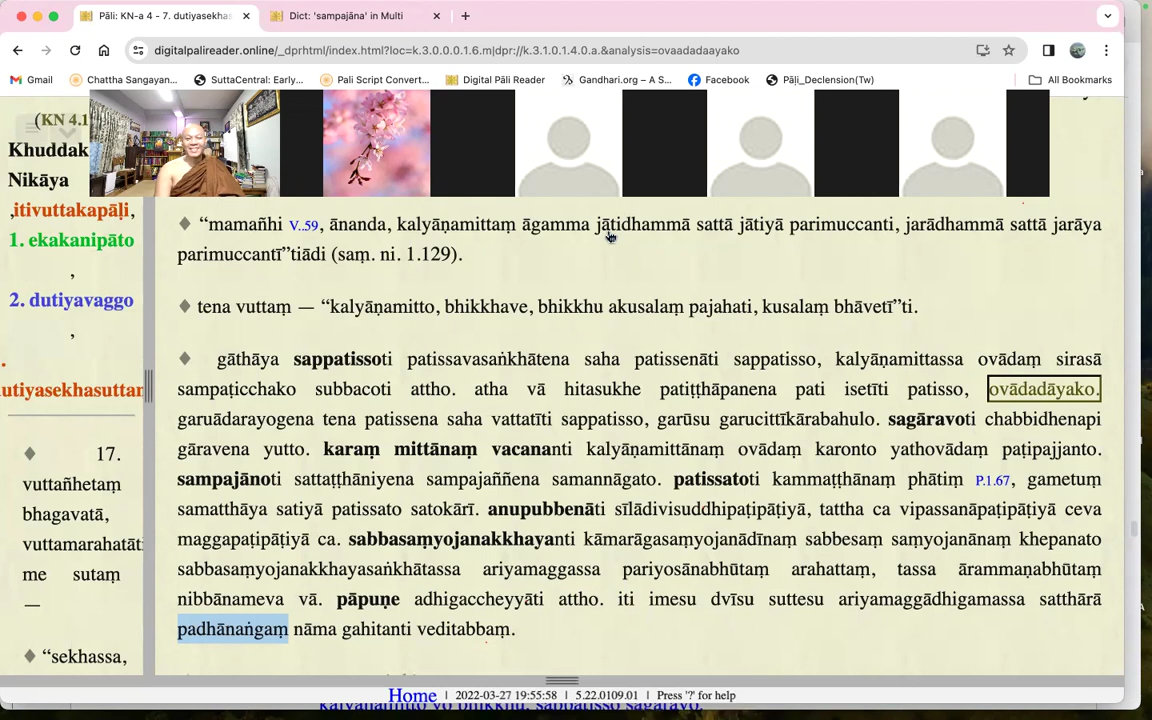 Pāli: KN-a 4 - 7. dutiyasekhas
Dict: 'sampajāna' in Multi
digitalpalireader.online/_dprhtml/index.html?loc=k.3.0.0.0.1.6.m|dpr://k.3.1.0.1.4.0.a.&analysis=ovaadadaayako
Gmail
Chattha Sangayan...
SuttaCentral: Early...
Pali Script Convert...
Digital Pāli Reader
Gandhari.org – A S...
Facebook
Pāḷi_Declension(Tw)
All Bookmarks
(KN 4.1
Khuddak
Nikāya
,itivuttakapāḷi,
1. ekakanipāto
,
2. dutiyavaggo
,
.
dutiyasekhasuttaṃ
♦ 17.
vuttañhetaṃ
bhagavatā,
vuttamarahatāti
me sutaṃ
—
♦ “sekhassa,
♦ “mamañhi V..59, ānanda, kalyāṇamittaṃ āgamma jātidhammā sattā jātiyā parimuccanti, jarādhammā sattā jarāya
parimuccantī”tiādi (saṃ. ni. 1.129).
♦ tena vuttaṃ — “kalyāṇamitto, bhikkhave, bhikkhu akusalaṃ pajahati, kusalaṃ bhāvetī”ti.
♦ gāthāya sappatissoti patissavasaṅkhātena saha patissenāti sappatisso, kalyāṇamittassa ovādaṃ sirasā
sampaṭicchako subbacoti attho. atha vā hitasukhe patiṭṭhāpanena pati isetīti patisso, ovādadāyako.
garuādarayogena tena patissena saha vattatīti sappatisso, garūsu garucittīkārabahulo. sagāravoti chabbidhenapi
gāravena yutto. karaṃ mittānaṃ vacananti kalyāṇamittānaṃ ovādaṃ karonto yathovādaṃ paṭipajjanto.
sampajānoti sattaṭṭhāniyena sampajaññena samannāgato. patissatoti kammaṭṭhānaṃ phātiṃ P.1.67, gametuṃ
samatthāya satiyā patissato satokārī. anupubbenāti sīlādivisuddhipaṭipāṭiyā, tattha ca vipassanāpaṭipāṭiyā ceva
maggapaṭipāṭiyā ca. sabbasaṃyojanakkhayanti kāmarāgasaṃyojanādīnaṃ sabbesaṃ saṃyojanānaṃ khepanato
sabbasaṃyojanakkhayasaṅkhātassa ariyamaggassa pariyosānabhūtaṃ arahattaṃ, tassa ārammaṇabhūtaṃ
nibbānameva vā. pāpuṇe adhigaccheyyāti attho. iti imesu dvīsu suttesu ariyamaggādhigamassa satthārā
padhānaṅgaṃ nāma gahitanti veditabbaṃ.
Home | 2022-03-27 19:55:58 | 5.22.0109.01 | Press '?' for help